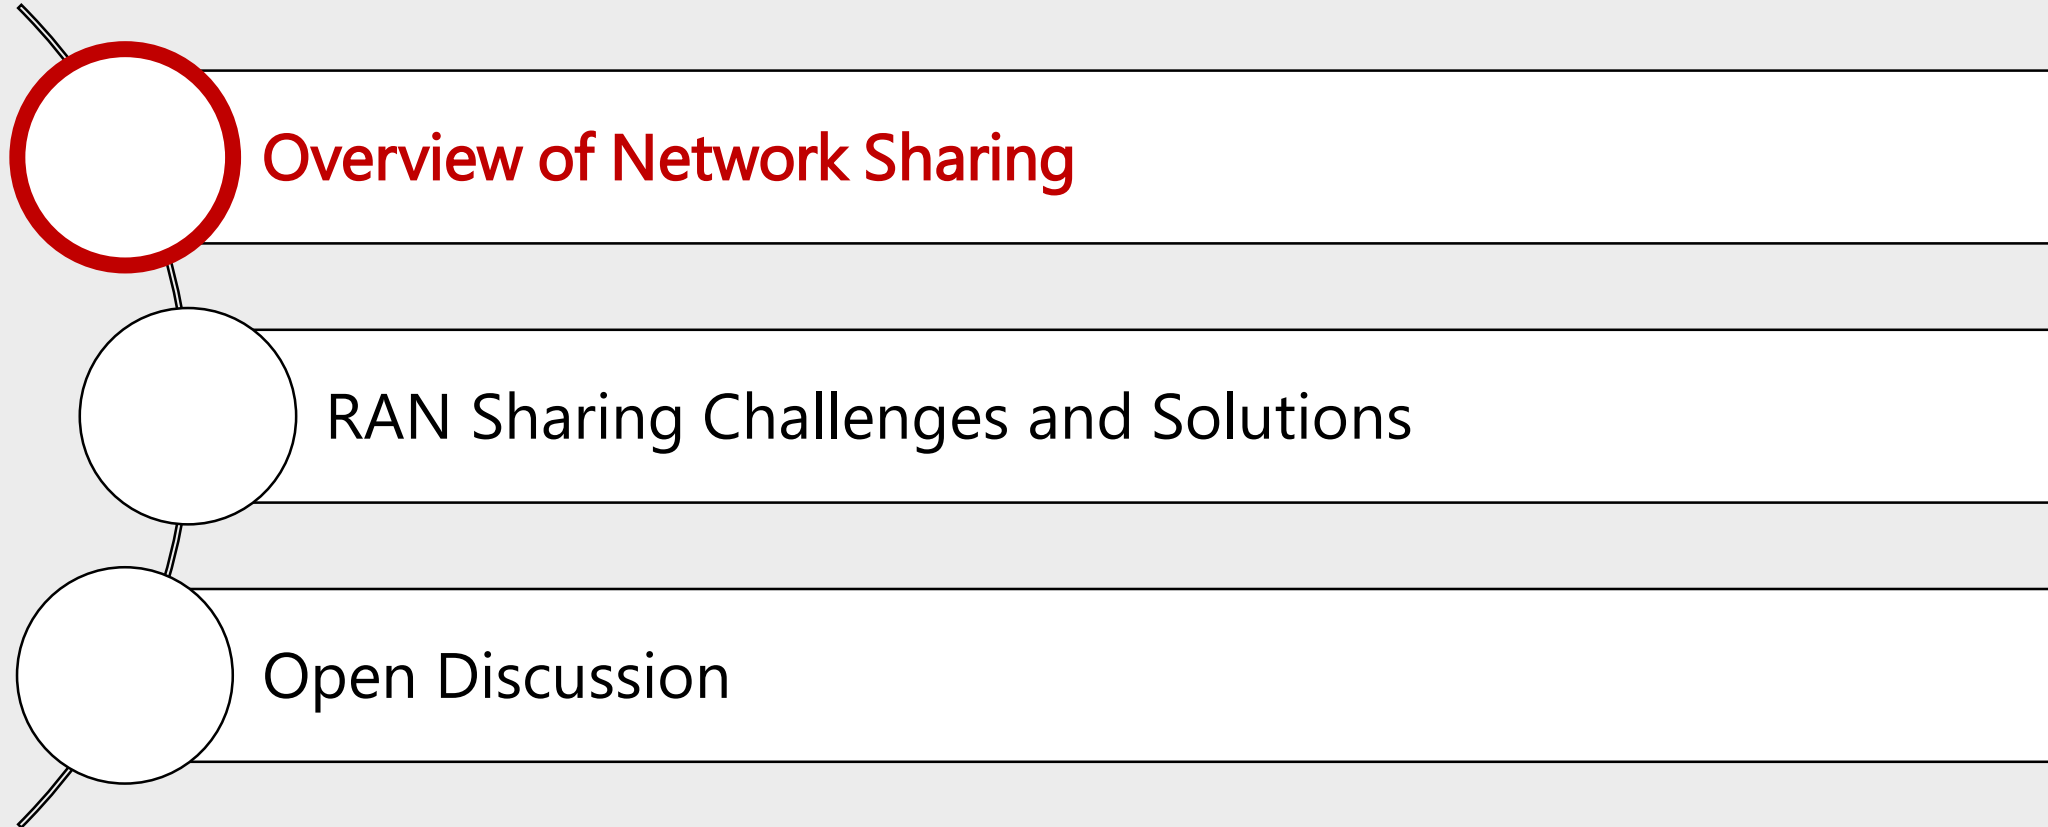 Overview of Network Sharing
RAN Sharing Challenges and Solutions
Open Discussion